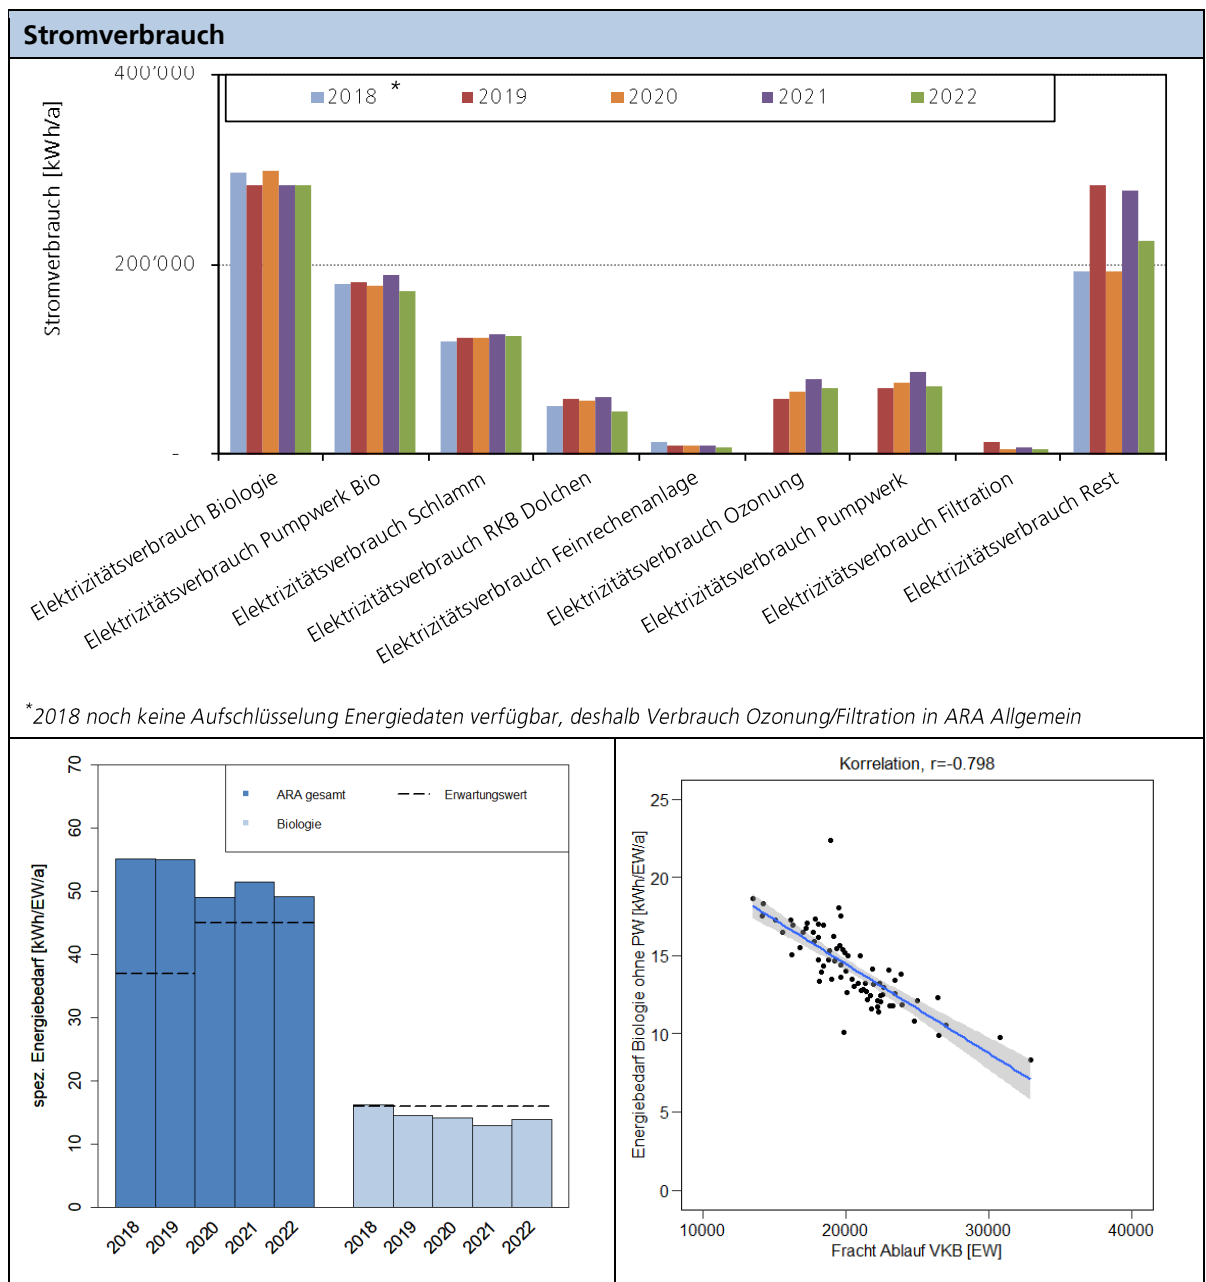 Stromverbrauch
Stromverbrauch [kWh/a]
400’000
200’000
-
2018 * 2019 2020 2021 2022
Elektrizitätsverbrauch Biologie
Elektrizitätsverbrauch Pumpwerk Bio
Elektrizitätsverbrauch Schlamm
Elektrizitätsverbrauch RKB Dolchen
Elektrizitätsverbrauch Feinrechenanlage
Elektrizitätsverbrauch Ozonung
Elektrizitätsverbrauch Pumpwerk
Elektrizitätsverbrauch Filtration
Elektrizitätsverbrauch Rest
*2018 noch keine Aufschlüsselung Energiedaten verfügbar, deshalb Verbrauch Ozonung/Filtration in ARA Allgemein
spez. Energiebedarf [kWh/EW/a]
70
60
50
40
30
20
10
0
ARA gesamt Erwartungswert
Biologie
2018 2019 2020 2021 2022 2018 2019 2020 2021 2022
Korrelation, r=-0.798
Energiebedarf Biologie ohne PW [kWh/EW/a]
25
20
15
10
5
0
10000 20000 30000 40000
Fracht Ablauf VKB [EW]